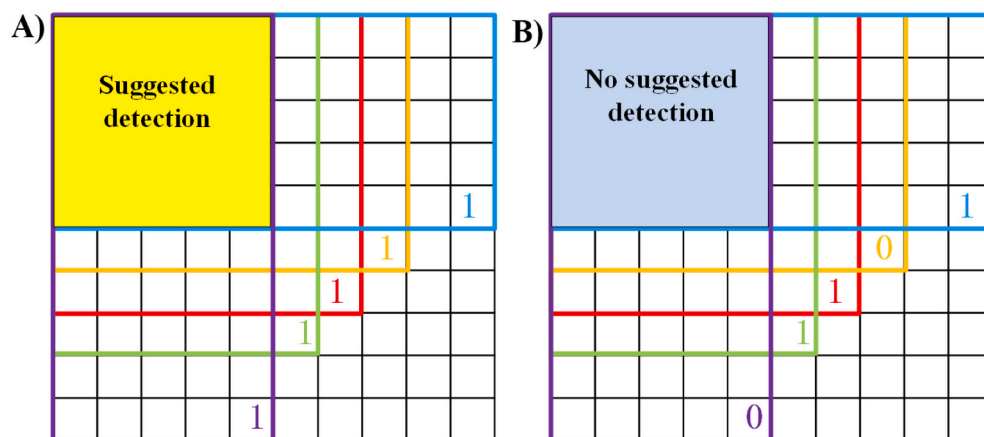 A)
Suggested
detection
1
1
1
1
1
B)
No suggested
detection
1
0
1
1
0